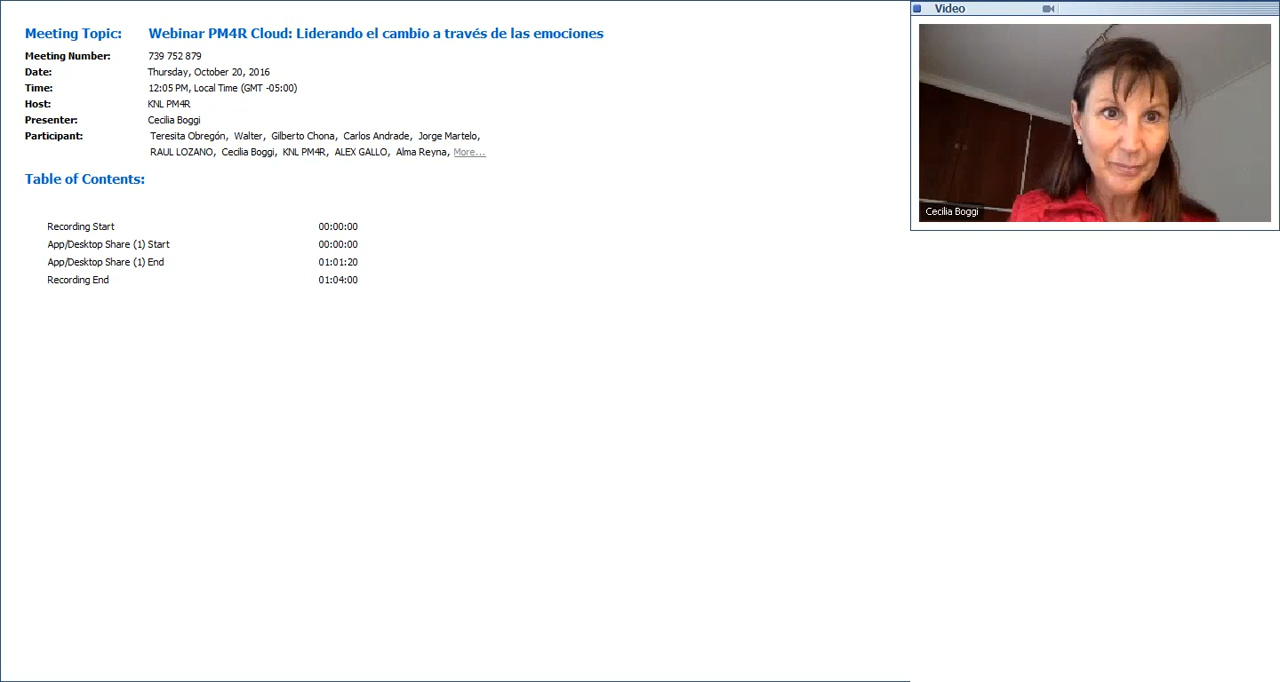 Meeting Topic: Webinar PM4R Cloud: Liderando el cambio a través de las emociones
Meeting Number: 739 752 879
Date: Thursday, October 20, 2016
Time: 12:05 PM, Local Time (GMT -05:00)
Host: KNL PM4R
Presenter: Cecilia Boggi
Participant: Teresita Obregón, Walter, Gilberto Chona, Carlos Andrade, Jorge Martelo,
RAUL LOZANO, Cecilia Boggi, KNL PM4R, ALEX GALLO, Alma Reyna, More...
Table of Contents:
Recording Start 00:00:00
App/Desktop Share (1) Start 00:00:00
App/Desktop Share (1) End 01:01:20
Recording End 01:04:00
Video
Cecilia Boggi